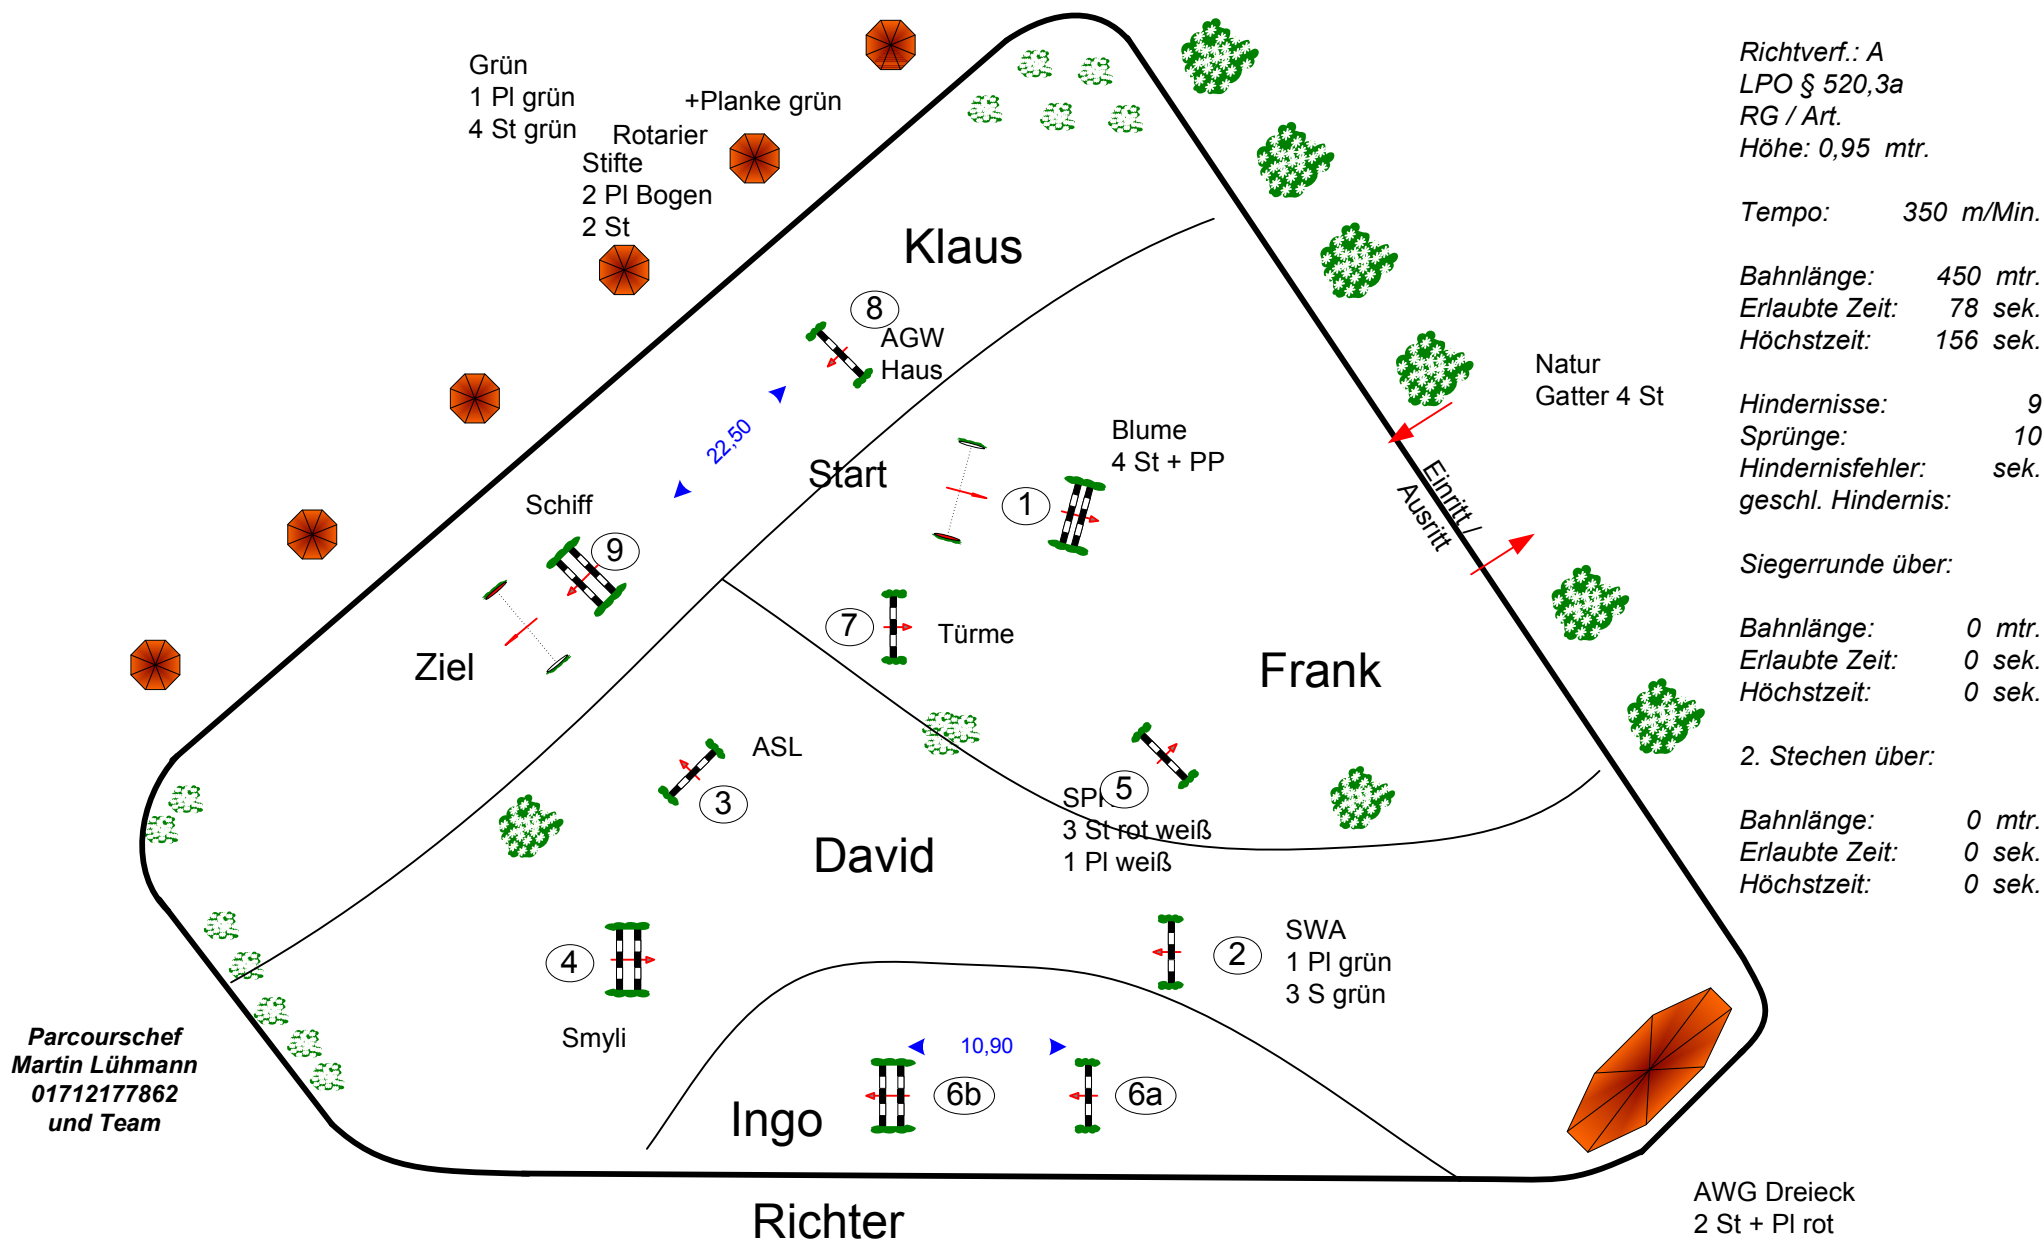 Grün
1 Pl grün
4 St grün
+Planke grün
Rotarier
Stifte
2 Pl Bogen
2 St
Klaus
8
AGW
Haus
22,50
Start
Blume
4 St + PP
1
Schiff
9
Ziel
7
Türme
Frank
Natur
Gatter 4 St
Einritt /
Ausritt
ASL
3
5
3 St rot weiß
1 Pl weiß
David
4
Smyli
2
SWA
1 Pl grün
3 S grün
10,90
6b
6a
Ingo
Richter
AWG Dreieck
2 St + Pl rot
Parcourschef
Martin Lühmann
01712177862
und Team
Richtverf.: A
LPO § 520,3a
RG / Art.
Höhe: 0,95 mtr.
Tempo: 350 m/Min.
Bahnlänge: 450 mtr.
Erlaubte Zeit: 78 sek.
Höchstzeit: 156 sek.
Hindernisse: 9
Sprünge: 10
Hindernisfehler: sek.
geschl. Hindernis:
Siegerrunde über:
Bahnlänge: 0 mtr.
Erlaubte Zeit: 0 sek.
Höchstzeit: 0 sek.
2. Stechen über:
Bahnlänge: 0 mtr.
Erlaubte Zeit: 0 sek.
Höchstzeit: 0 sek.